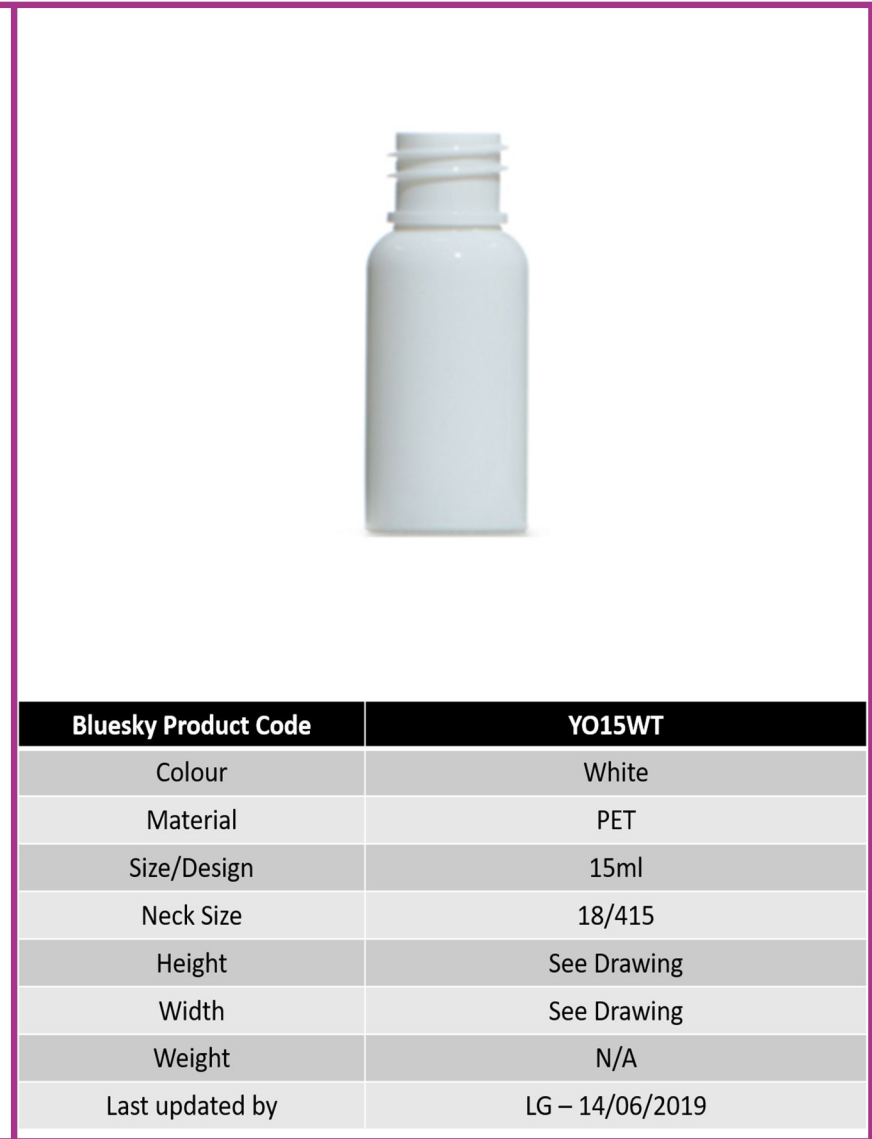 Bluesky Product Code YO15WT
Colour White
Material PET
Size/Design 15ml
Neck Size 18/415
Height See Drawing
Width See Drawing
Weight N/A
Last updated by LG – 14/06/2019